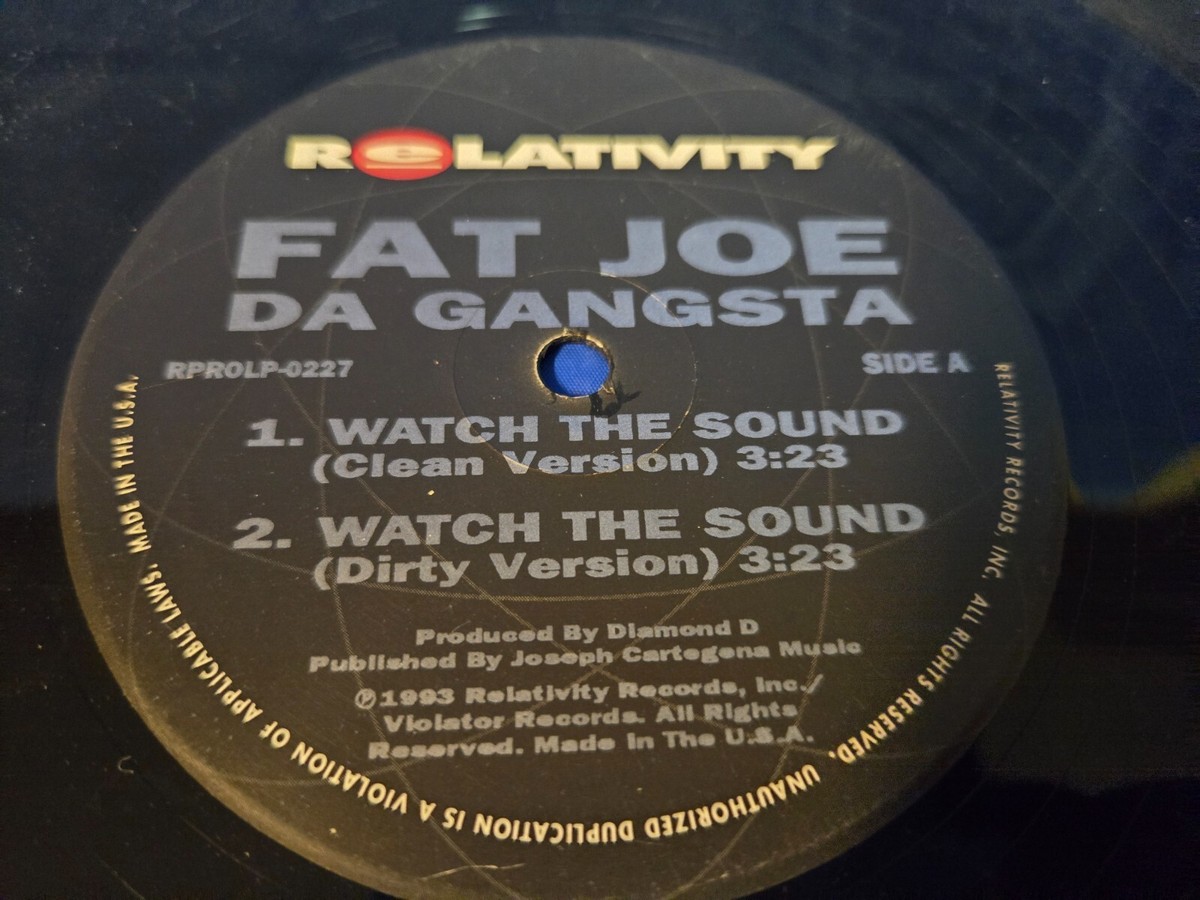 RELATIVITY
FAT JOE
DA GANGSTA
RPROLP-0227
SIDE A
1. WATCH THE SOUND
(Clean Version) 3:23
2. WATCH THE SOUND
(Dirty Version) 3:23
Produced By Diamond D
Published By Joseph Cartegena Music
℗1993 Relativity Records, Inc./
Violator Records. All Rights
Reserved. Made In The U.S.A.
RELATIVITY RECORDS, INC. ALL RIGHTS RESERVED. UNAUTHORIZED DUPLICATION IS A VIOLATION OF APPLICABLE LAWS. MADE IN THE U.S.A.